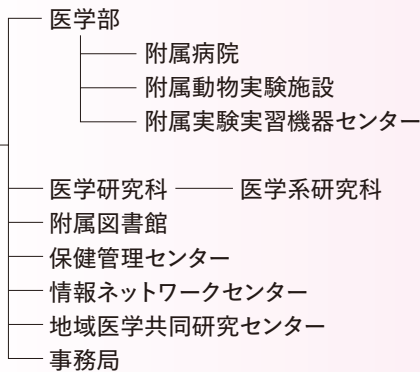 医学部
附属病院
附属動物実験施設
附属実験実習機器センター
医学研究科 医学系研究科
附属図書館
保健管理センター
情報ネットワークセンター
地域医学共同研究センター
事務局